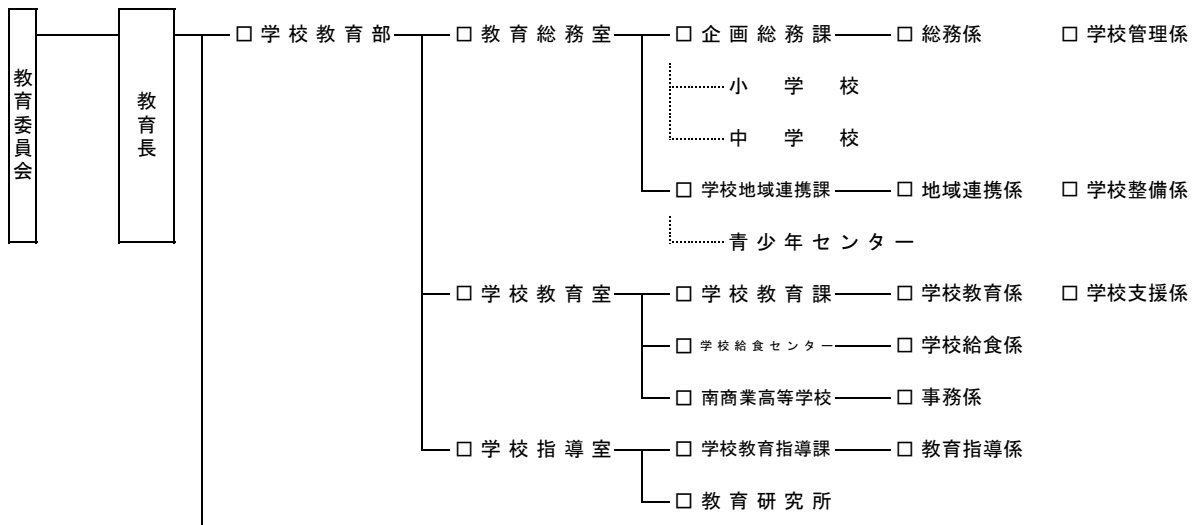 教育委員会
教育長
□ 学校教育部 □ 教育総務室 □ 企画総務課 □ 総務係 □ 学校管理係
小学校
中学校
□ 学校地域連携課 □ 地域連携係 □ 学校整備係
青少年センター
□ 学校教育室 □ 学校教育課 □ 学校教育係 □ 学校支援係
□ 学校給食センター □ 学校給食係
□ 南商業高等学校 □ 事務係
□ 学校指導室 □ 学校教育指導課 □ 教育指導係
□ 教育研究所